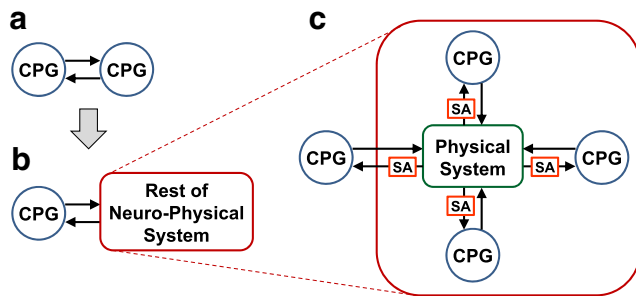 a
CPG CPG
b
CPG
Rest of
Neuro-Physical
System
c
CPG
SA
CPG
SA
Physical
System
SA
CPG
SA
CPG